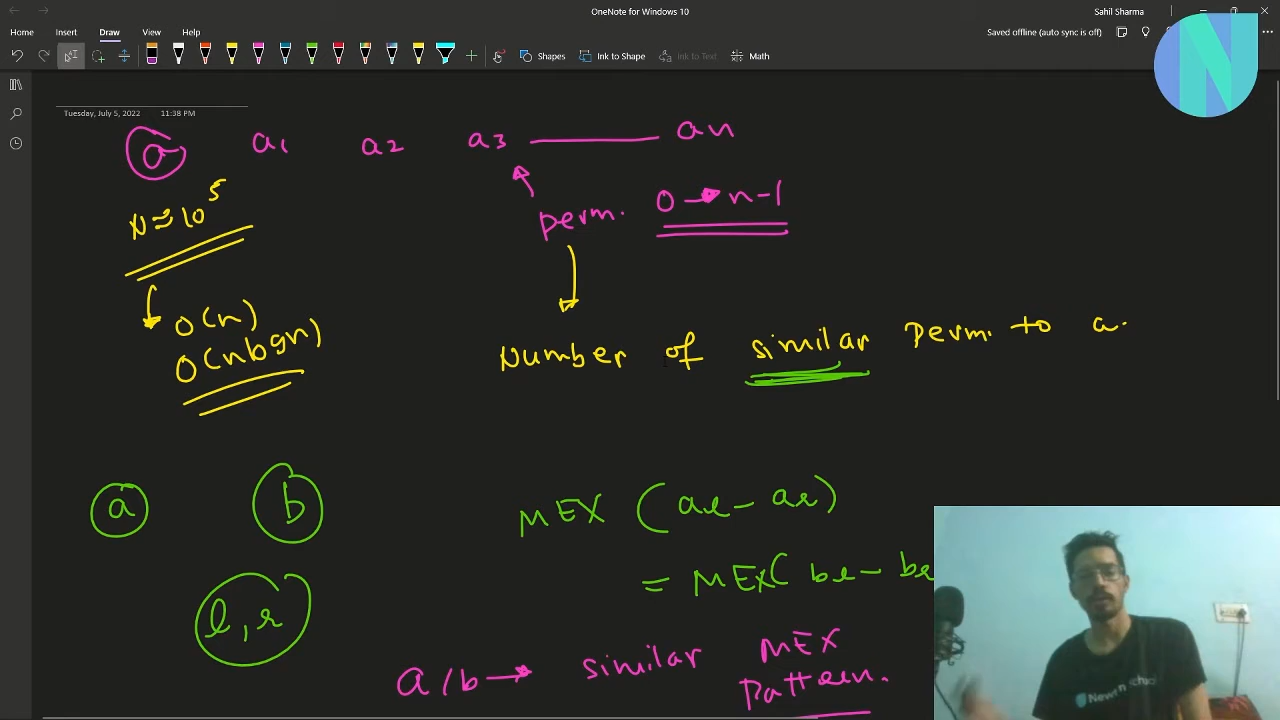 OneNote for Windows 10
Sahil Sharma
Home Insert Draw View Help
Saved offline (auto sync is off)
Shapes Ink to Shape Ink to Text Math
Tuesday, July 5, 2022 11:38 PM
a a1 a2 a3 an
N ≈ 10^5
perm. 0 → n-1
O(n)
O(nlogn)
Number of similar perm. to a.
a b
MEX (al - ar)
= MEX( bl - br
l, r
a/b → similar MEX
Pattern.